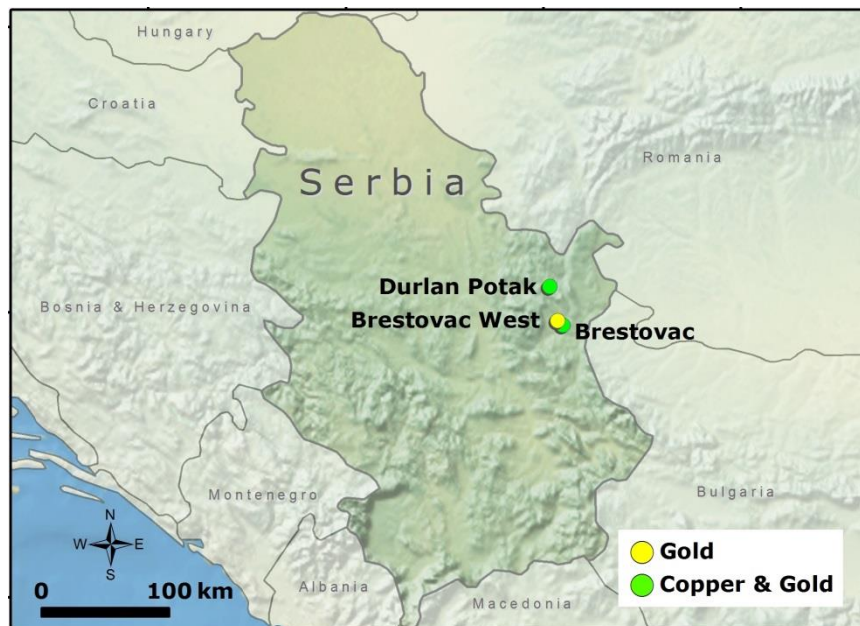 Hungary
Croatia
Romania
Serbia
Durlan Potak
Bosnia & Herzegovina
Brestovac West
Brestovac
Montenegro
Bulgaria
N
W E
S
Gold
Copper & Gold
0 100 km
Albania
Macedonia